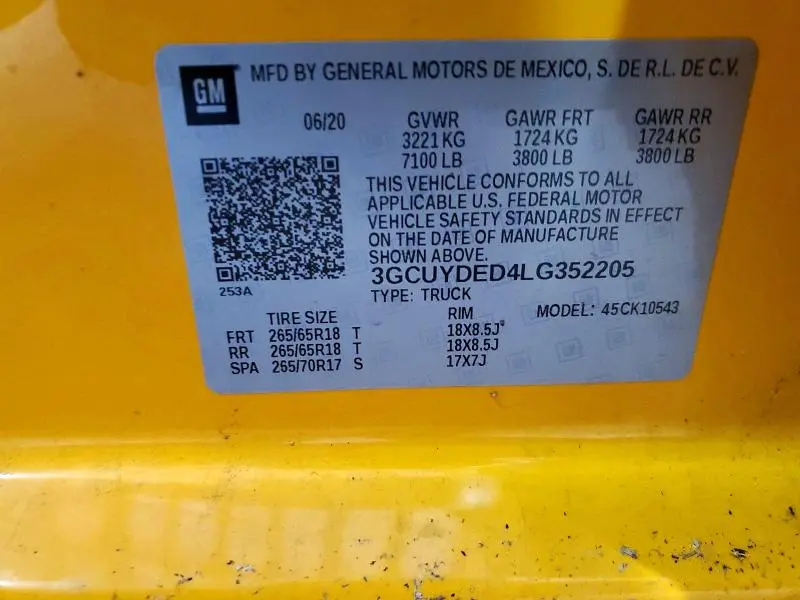 GM
MFD BY GENERAL MOTORS DE MEXICO, S. DE R.L. DE C.V.
06/20 GVWR GAWR FRT GAWR RR
3221 KG 1724 KG 1724 KG
7100 LB 3800 LB 3800 LB
THIS VEHICLE CONFORMS TO ALL
APPLICABLE U.S. FEDERAL MOTOR
VEHICLE SAFETY STANDARDS IN EFFECT
ON THE DATE OF MANUFACTURE
SHOWN ABOVE.
253A
3GCUYDED4LG352205
TYPE: TRUCK
TIRE SIZE RIM MODEL: 45CK10543
FRT 265/65R18 T 18X8.5J
RR 265/65R18 T 18X8.5J
SPA 265/70R17 S 17X7J